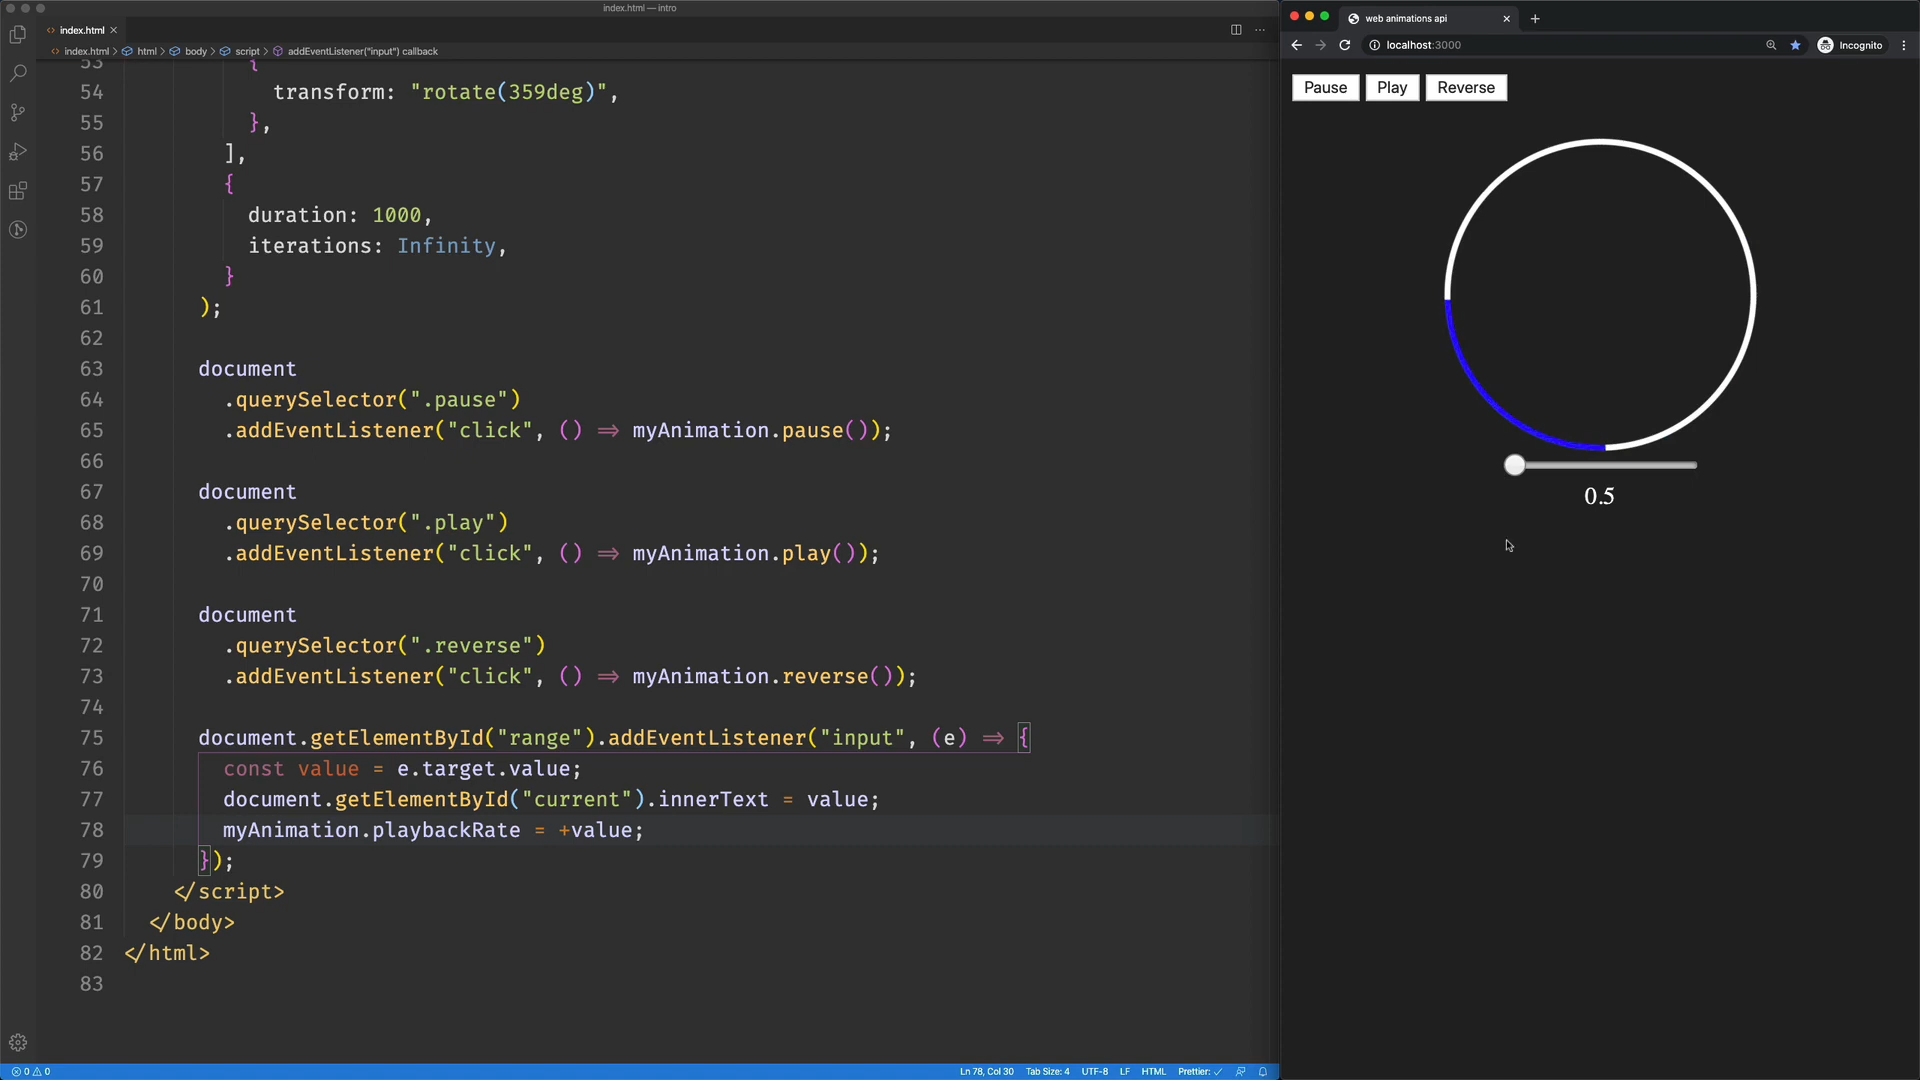 index.html — intro
index.html
index.html > html > body > script > addEventListener("input") callback
53 {
54 transform: "rotate(359deg)",
55 },
56 ],
57 {
58 duration: 1000,
59 iterations: Infinity,
60 }
61 );
62
63 document
64 .querySelector(".pause")
65 .addEventListener("click", () => myAnimation.pause());
66
67 document
68 .querySelector(".play")
69 .addEventListener("click", () => myAnimation.play());
70
71 document
72 .querySelector(".reverse")
73 .addEventListener("click", () => myAnimation.reverse());
74
75 document.getElementById("range").addEventListener("input", (e) => {
76 const value = e.target.value;
77 document.getElementById("current").innerText = value;
78 myAnimation.playbackRate = +value;
79 });
80 </script>
81 </body>
82 </html>
83
0 0
Ln 78, Col 30 Tab Size: 4 UTF-8 LF HTML Prettier: ✓
web animations api
localhost:3000
Incognito
Pause Play Reverse
0.5